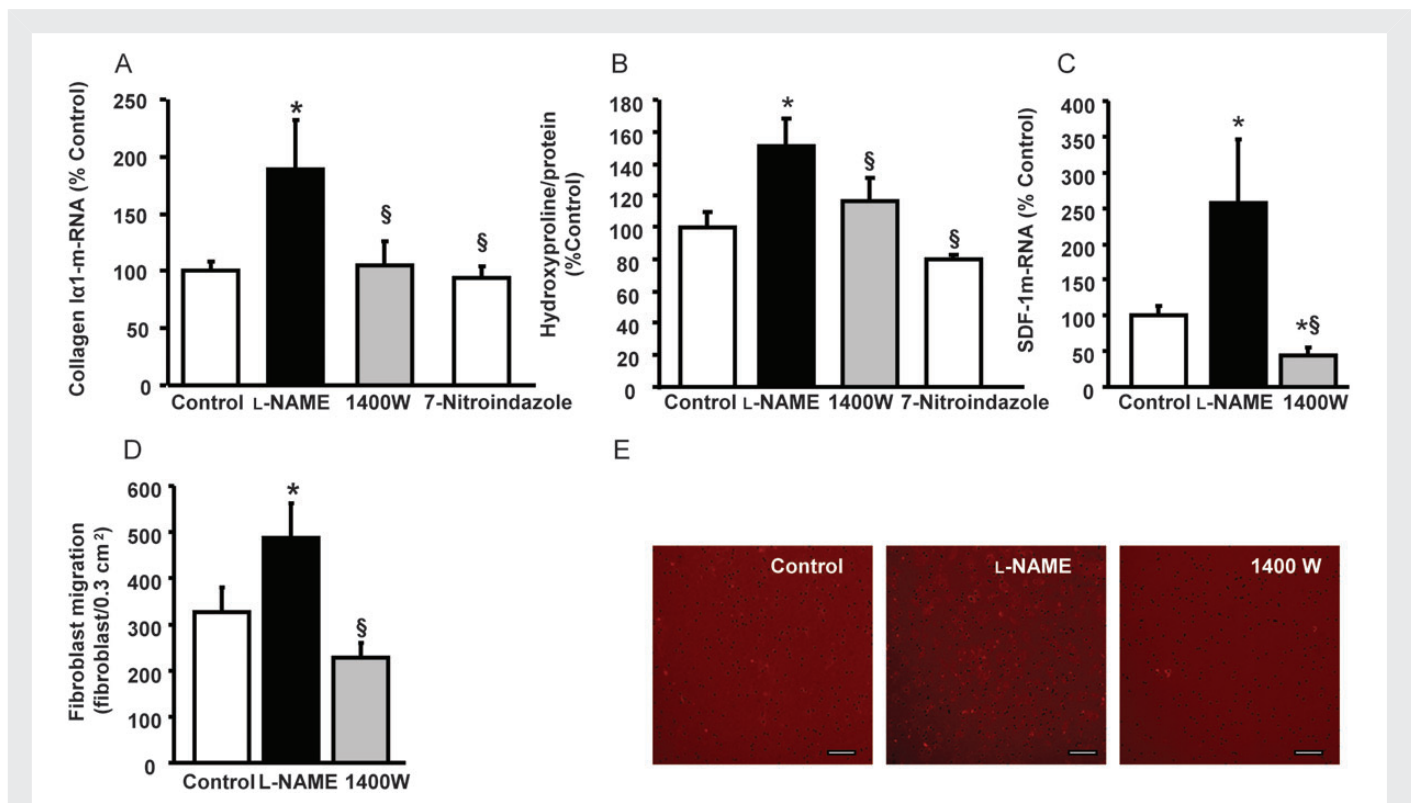 A
Collagen Iα1-m-RNA (% Control)
250
200
150
100
50
0
*
§
§
Control L-NAME 1400W 7-Nitroindazole
B
Hydroxyproline/protein
(%Control)
180
160
140
120
100
80
60
40
20
0
*
§
§
Control L-NAME 1400W 7-Nitroindazole
C
SDF-1m-RNA (% Control)
400
350
300
250
200
150
100
50
0
*
*§
Control L-NAME 1400W
D
Fibroblast migration
(fibroblast/0.3 cm²)
600
500
400
300
200
100
0
*
§
Control L-NAME 1400W
E
Control
L-NAME
1400 W